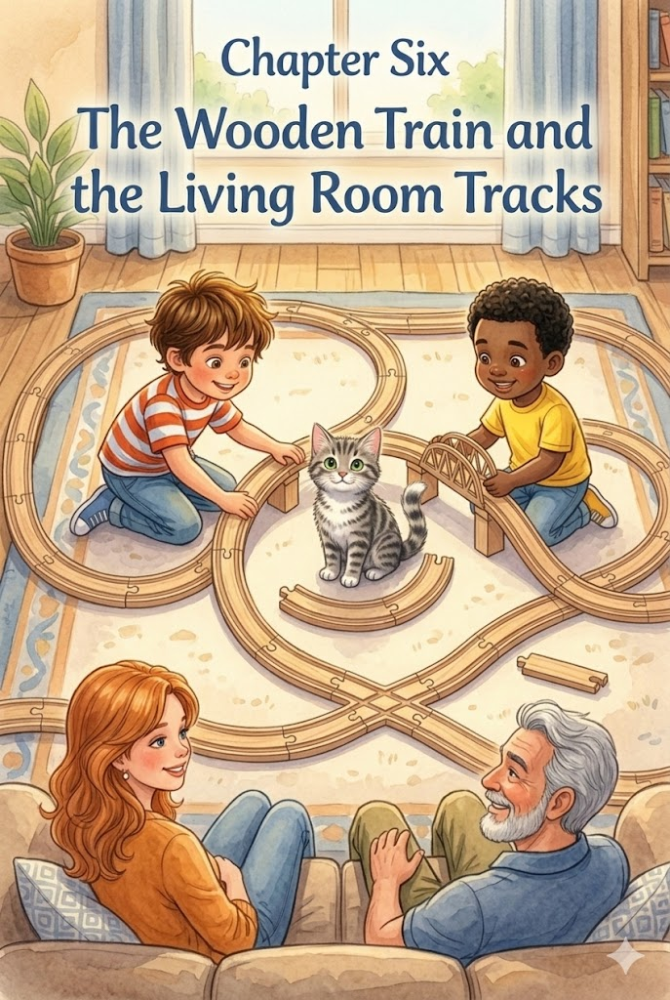 Chapter Six
The Wooden Train and
the Living Room Tracks